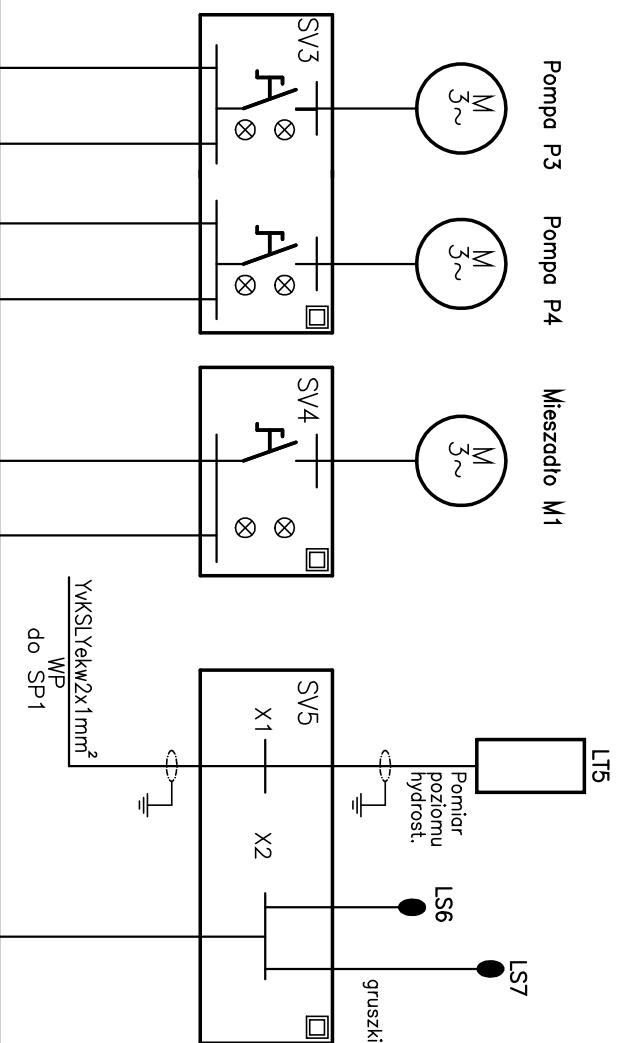 Pompa P3
Pompa P4
Mieszadło M1
M
3~
M
3~
M
3~
SV3
SV4
SV5
X1
X2
LT5
Pomiar
poziomu
hydrost.
LS6
LS7
gruszki
YvKSLYekw2x1mm²
WP
do SP1